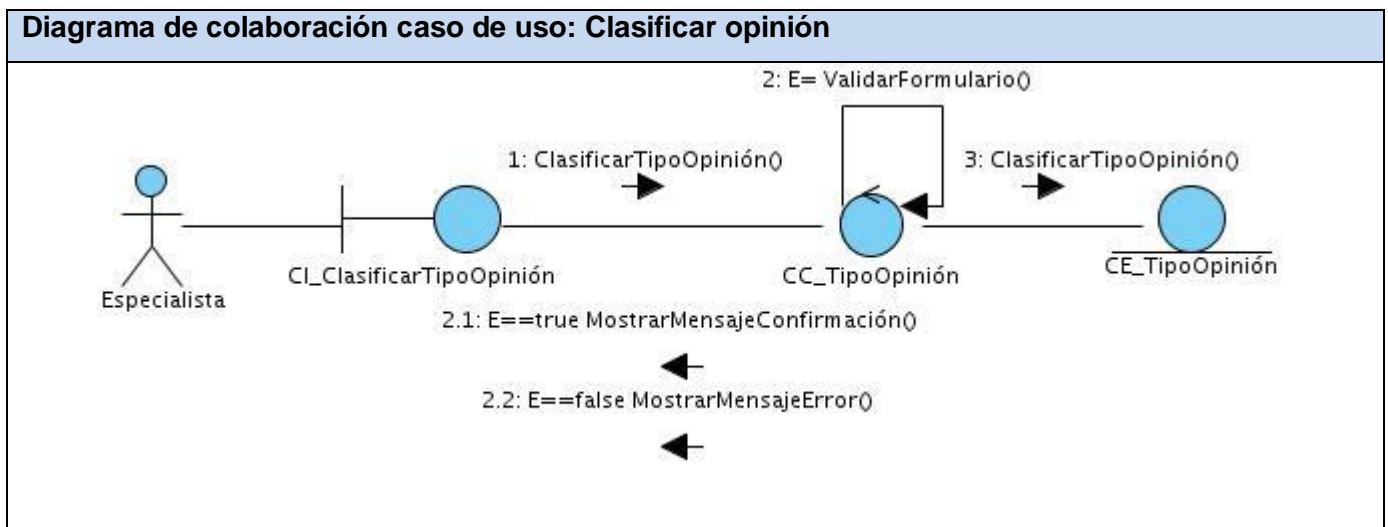 Diagrama de colaboración caso de uso: Clasificar opinión
2: E= ValidarFormulario()
1: ClasificarTipoOpinión()
3: ClasificarTipoOpinión()
Especialista
CI_ClasificarTipoOpinión
CC_TipoOpinión
CE_TipoOpinión
2.1: E==true MostrarMensajeConfirmación()
2.2: E==false MostrarMensajeError()